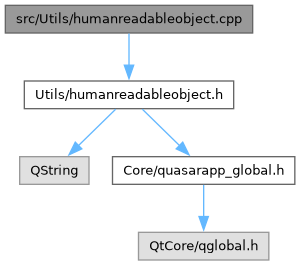 src/Utils/humanreadableobject.cpp
Utils/humanreadableobject.h
QString
Core/quasarapp_global.h
QtCore/qglobal.h